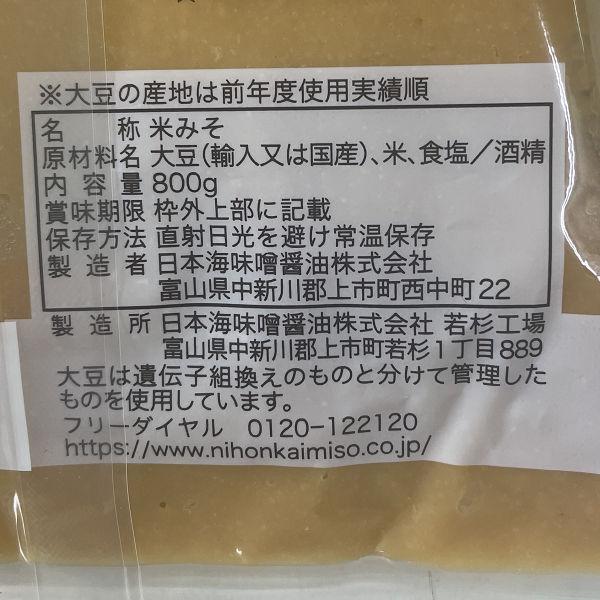 ※大豆の産地は前年度使用実績順
名称 米みそ
原材料名 大豆(輸入又は国産)、米、食塩/酒精
内容量 800g
賞味期限 枠外上部に記載
保存方法 直射日光を避け常温保存
製造者 日本海味噌醤油株式会社
富山県中新川郡上市町西中町22
製造所 日本海味噌醤油株式会社 若杉工場
富山県中新川郡上市町若杉1丁目889
大豆は遺伝子組換えのものと分けて管理した
ものを使用しています。
フリーダイヤル 0120-122120
https://www.nihonkaimiso.co.jp/